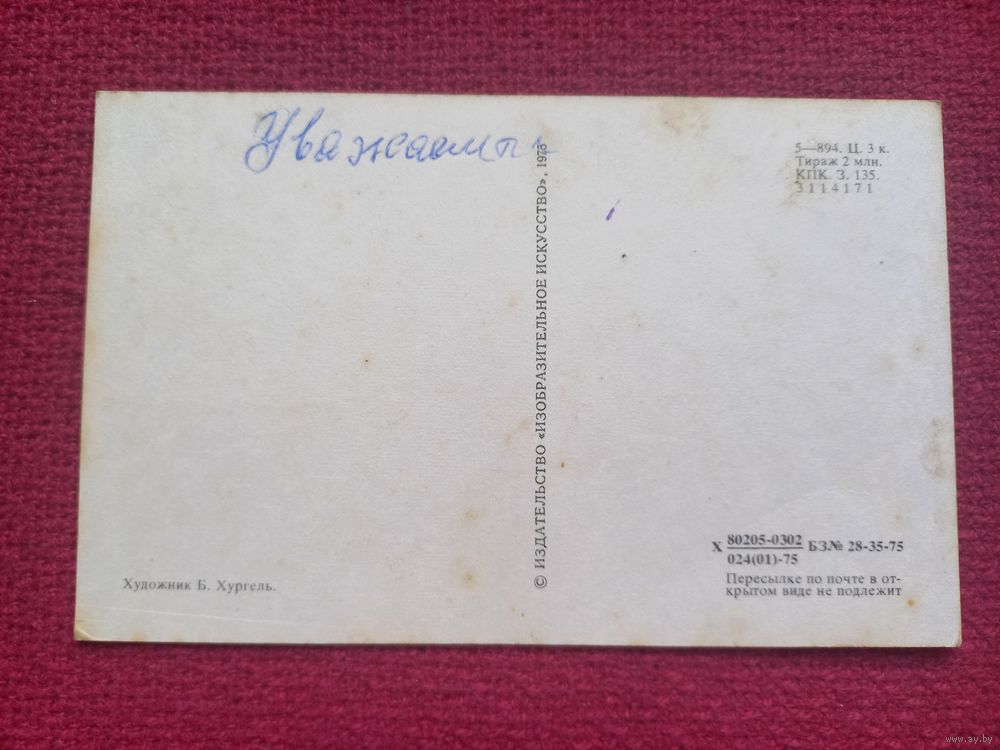 Уважаемы
5—894. Ц. 3 к.
Тираж 2 млн.
КПК. З. 135.
3114171
© ИЗДАТЕЛЬСТВО «ИЗОБРАЗИТЕЛЬНОЕ ИСКУССТВО», 1975
Х 80205-0302 БЗ№ 28-35-75
024(01)-75
Пересылке по почте в от-
крытом виде не подлежит
Художник Б. Хургель.
www.ay.by